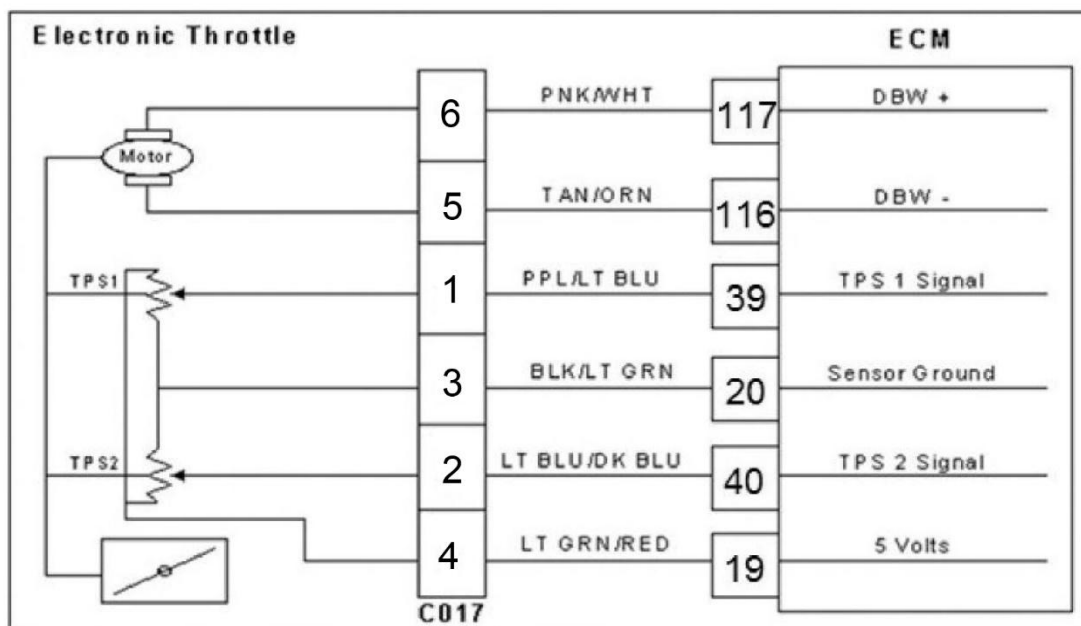 Electronic Throttle
ECM
6 PNK/WHT 117 DBW +
Motor
5 TAN/ORN 116 DBW -
TPS1 1 PPL/LT BLU 39 TPS 1 Signal
3 BLK/LT GRN 20 Sensor Ground
TPS2 2 LT BLU/DK BLU 40 TPS 2 Signal
4 LT GRN/RED 19 5 Volts
C017